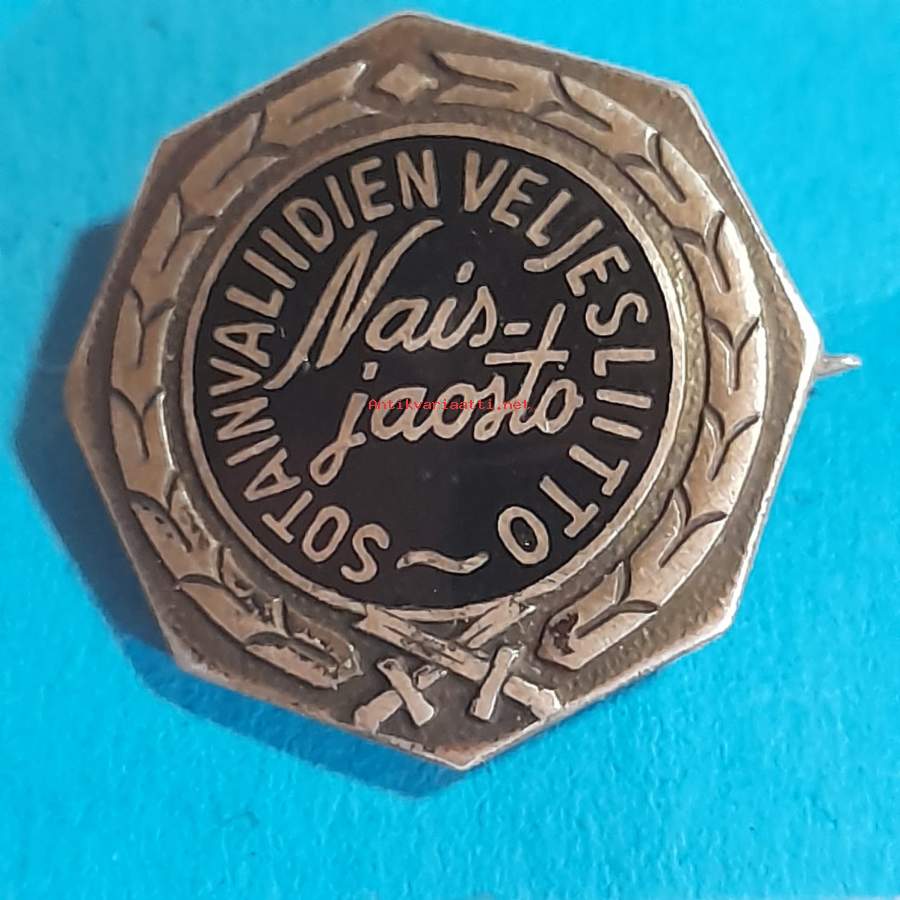 SOTAINVALIIDIEN VELJESLIITTO ~
Nais-
jaosto
Antikvariaatti.net